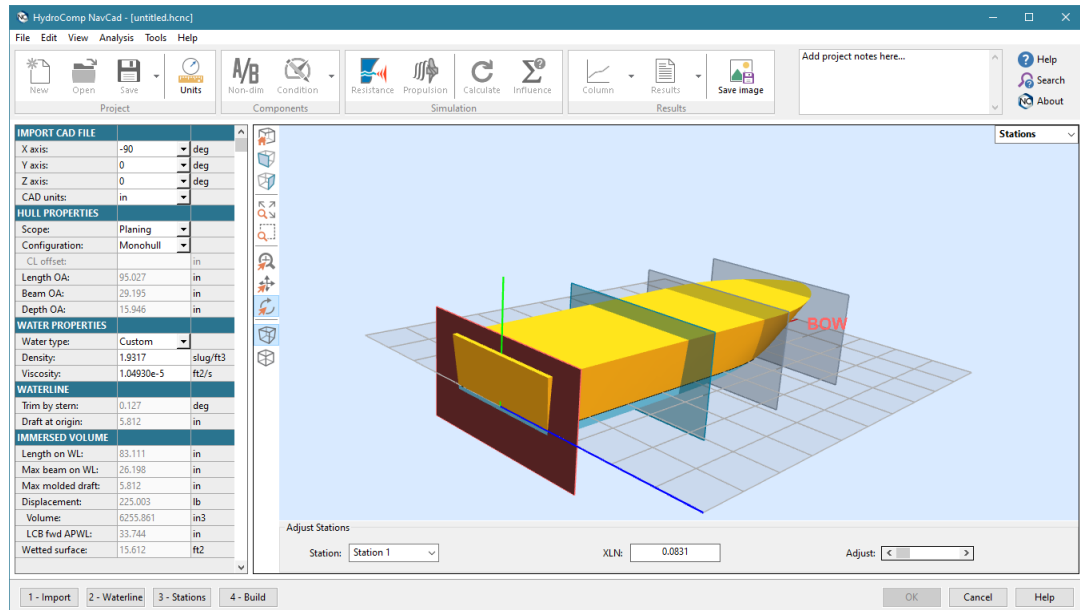 HydroComp NavCad - [untitled.hcnc]
File Edit View Analysis Tools Help
New Open Save Units A/B Non-dim Condition Resistance Propulsion Calculate Influence Column Results Save image
Project Components Simulation Results
Add project notes here...
Help
Search
NC About
IMPORT CAD FILE
X axis: -90 deg
Y axis: 0 deg
Z axis: 0 deg
CAD units: in
HULL PROPERTIES
Scope: Planing
Configuration: Monohull
CL offset: in
Length OA: 95.027 in
Beam OA: 29.195 in
Depth OA: 15.946 in
WATER PROPERTIES
Water type: Custom
Density: 1.9317 slug/ft3
Viscosity: 1.04930e-5 ft2/s
WATERLINE
Trim by stern: 0.127 deg
Draft at origin: 5.812 in
IMMERSED VOLUME
Length on WL: 83.111 in
Max beam on WL: 26.198 in
Max molded draft: 5.812 in
Displacement: 225.003 lb
Volume: 6255.861 in3
LCB fwd APWL: 33.744 in
Wetted surface: 15.612 ft2
Stations
BOW
Adjust Stations
Station: Station 1 XLN: 0.0831 Adjust:
1 - Import 2 - Waterline 3 - Stations 4 - Build OK Cancel Help